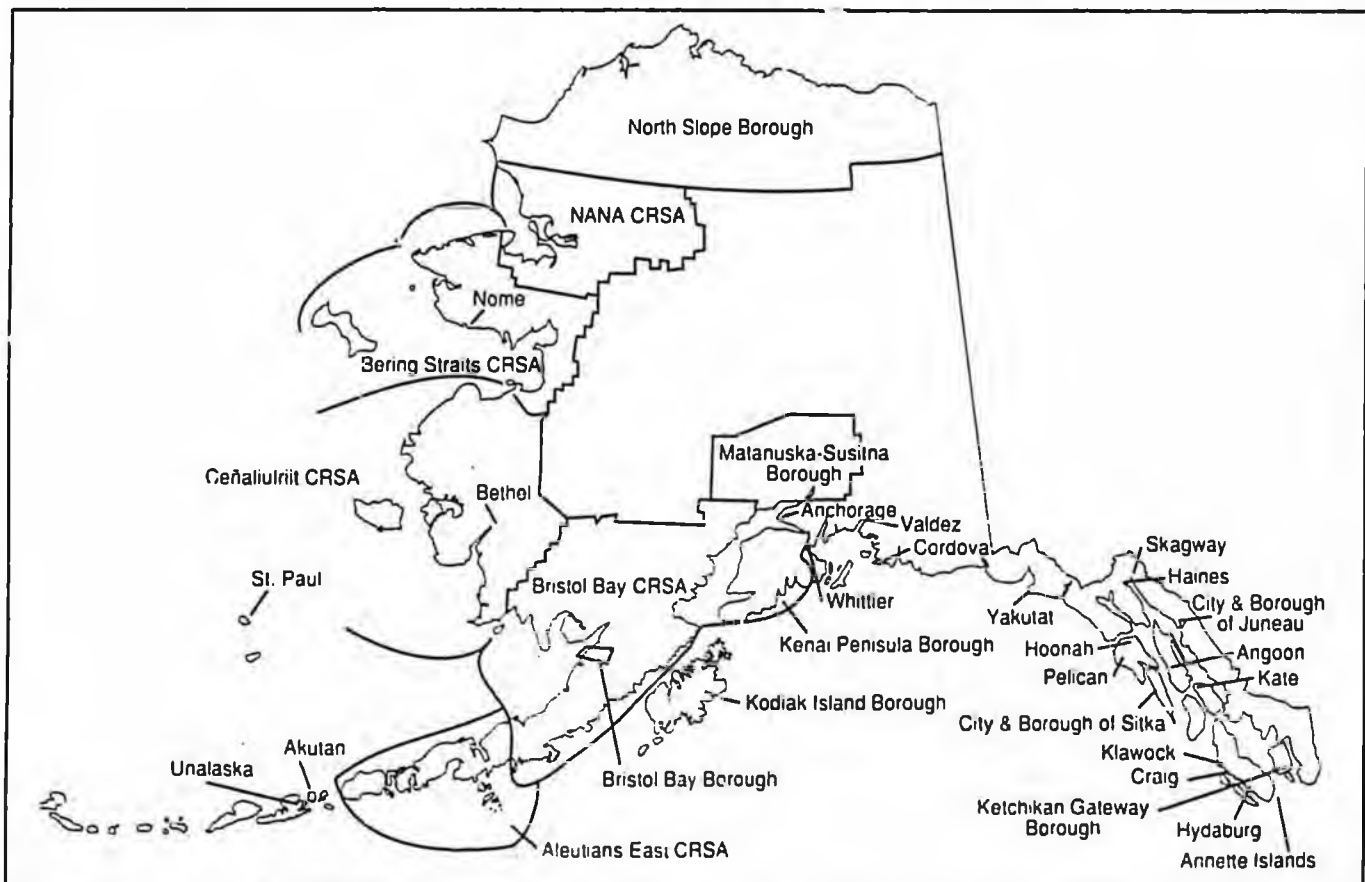 North Slope Borough
NANA CRSA
Nome
Bering Straits CRSA
Matanuska-Susitna
Borough
Ceñaliulriit CRSA
Bethol
Anchorage
Valdez
Cordova
Skagway
Haines
St. Paul
Bristol Bay CRSA
Whittier
Yakutat
City & Borough
of Juneau
Kenai Penisula Borough
Hoonah
Angoon
Pelican
Kate
Kodiak Island Borough
City & Borough of Sitka
Akutan
Klawock
Unalaska
Bristol Bay Borough
Craig
Ketchikan Gateway
Borough
Hydaburg
Aleutians East CRSA
Annette Islands